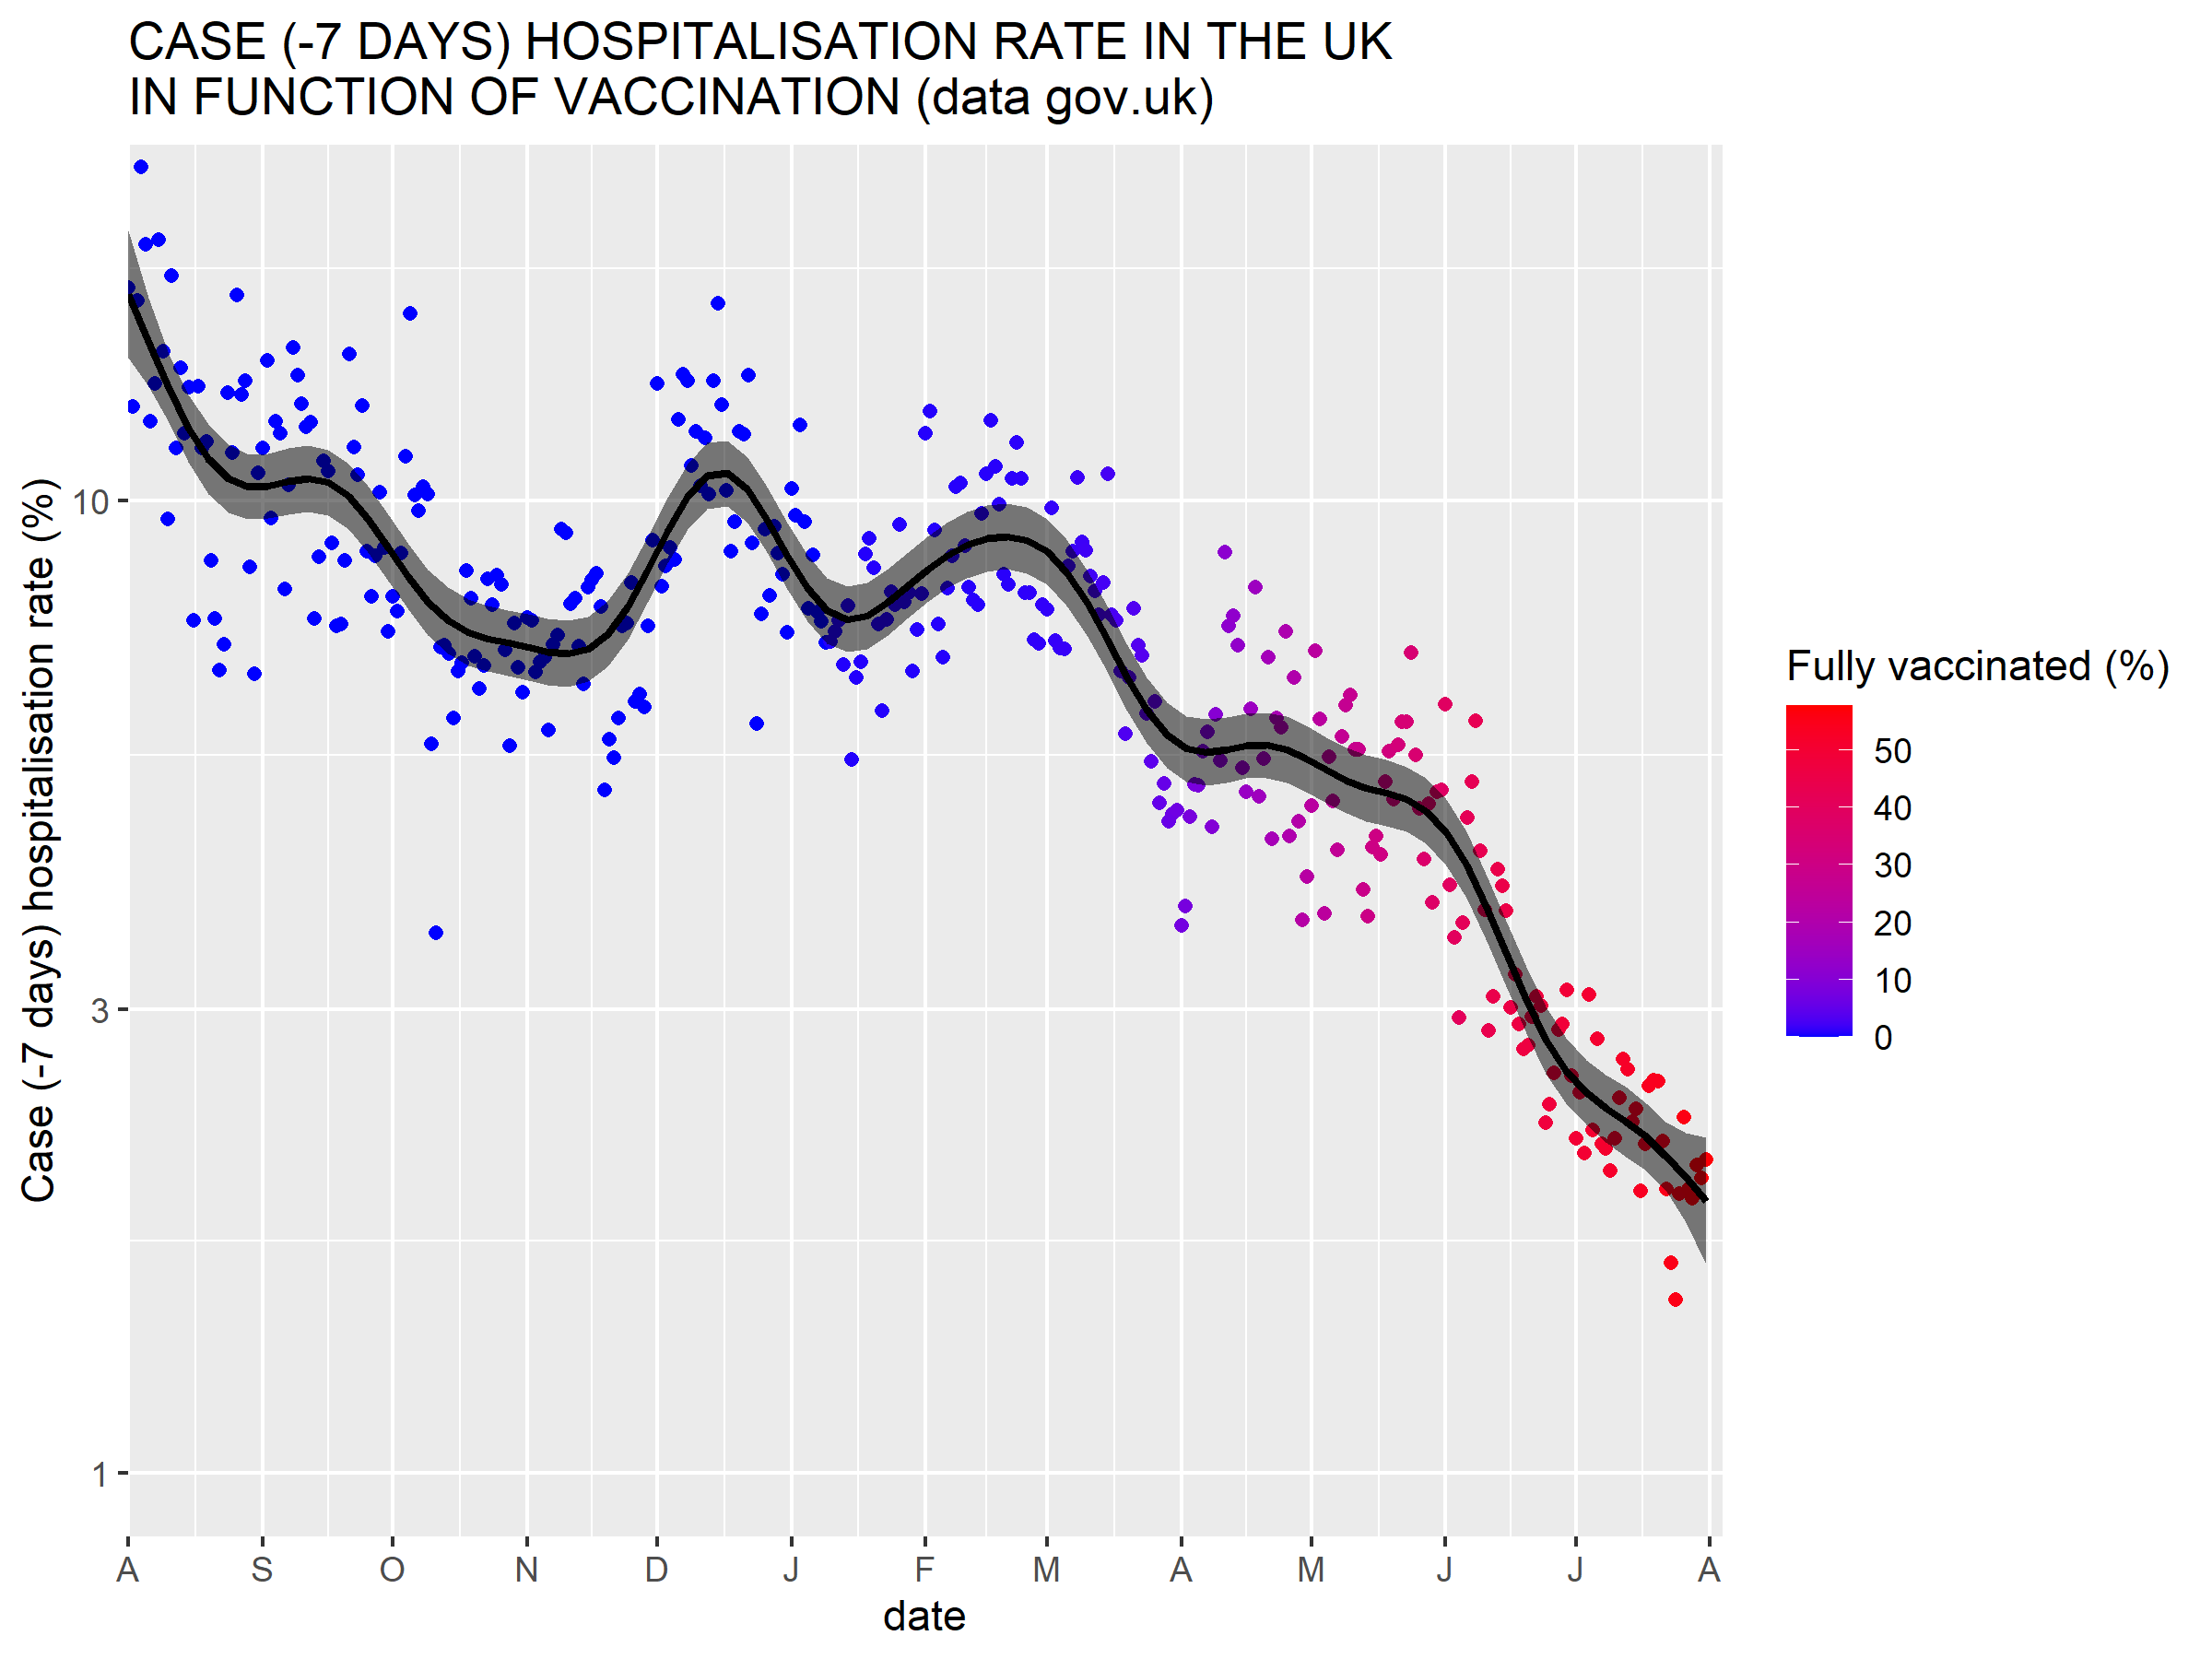 CASE (-7 DAYS) HOSPITALISATION RATE IN THE UK
IN FUNCTION OF VACCINATION (data gov.uk)
Case (-7 days) hospitalisation rate (%)
10
3
1
A S O N D J F M A M J J A
date
Fully vaccinated (%)
50
40
30
20
10
0